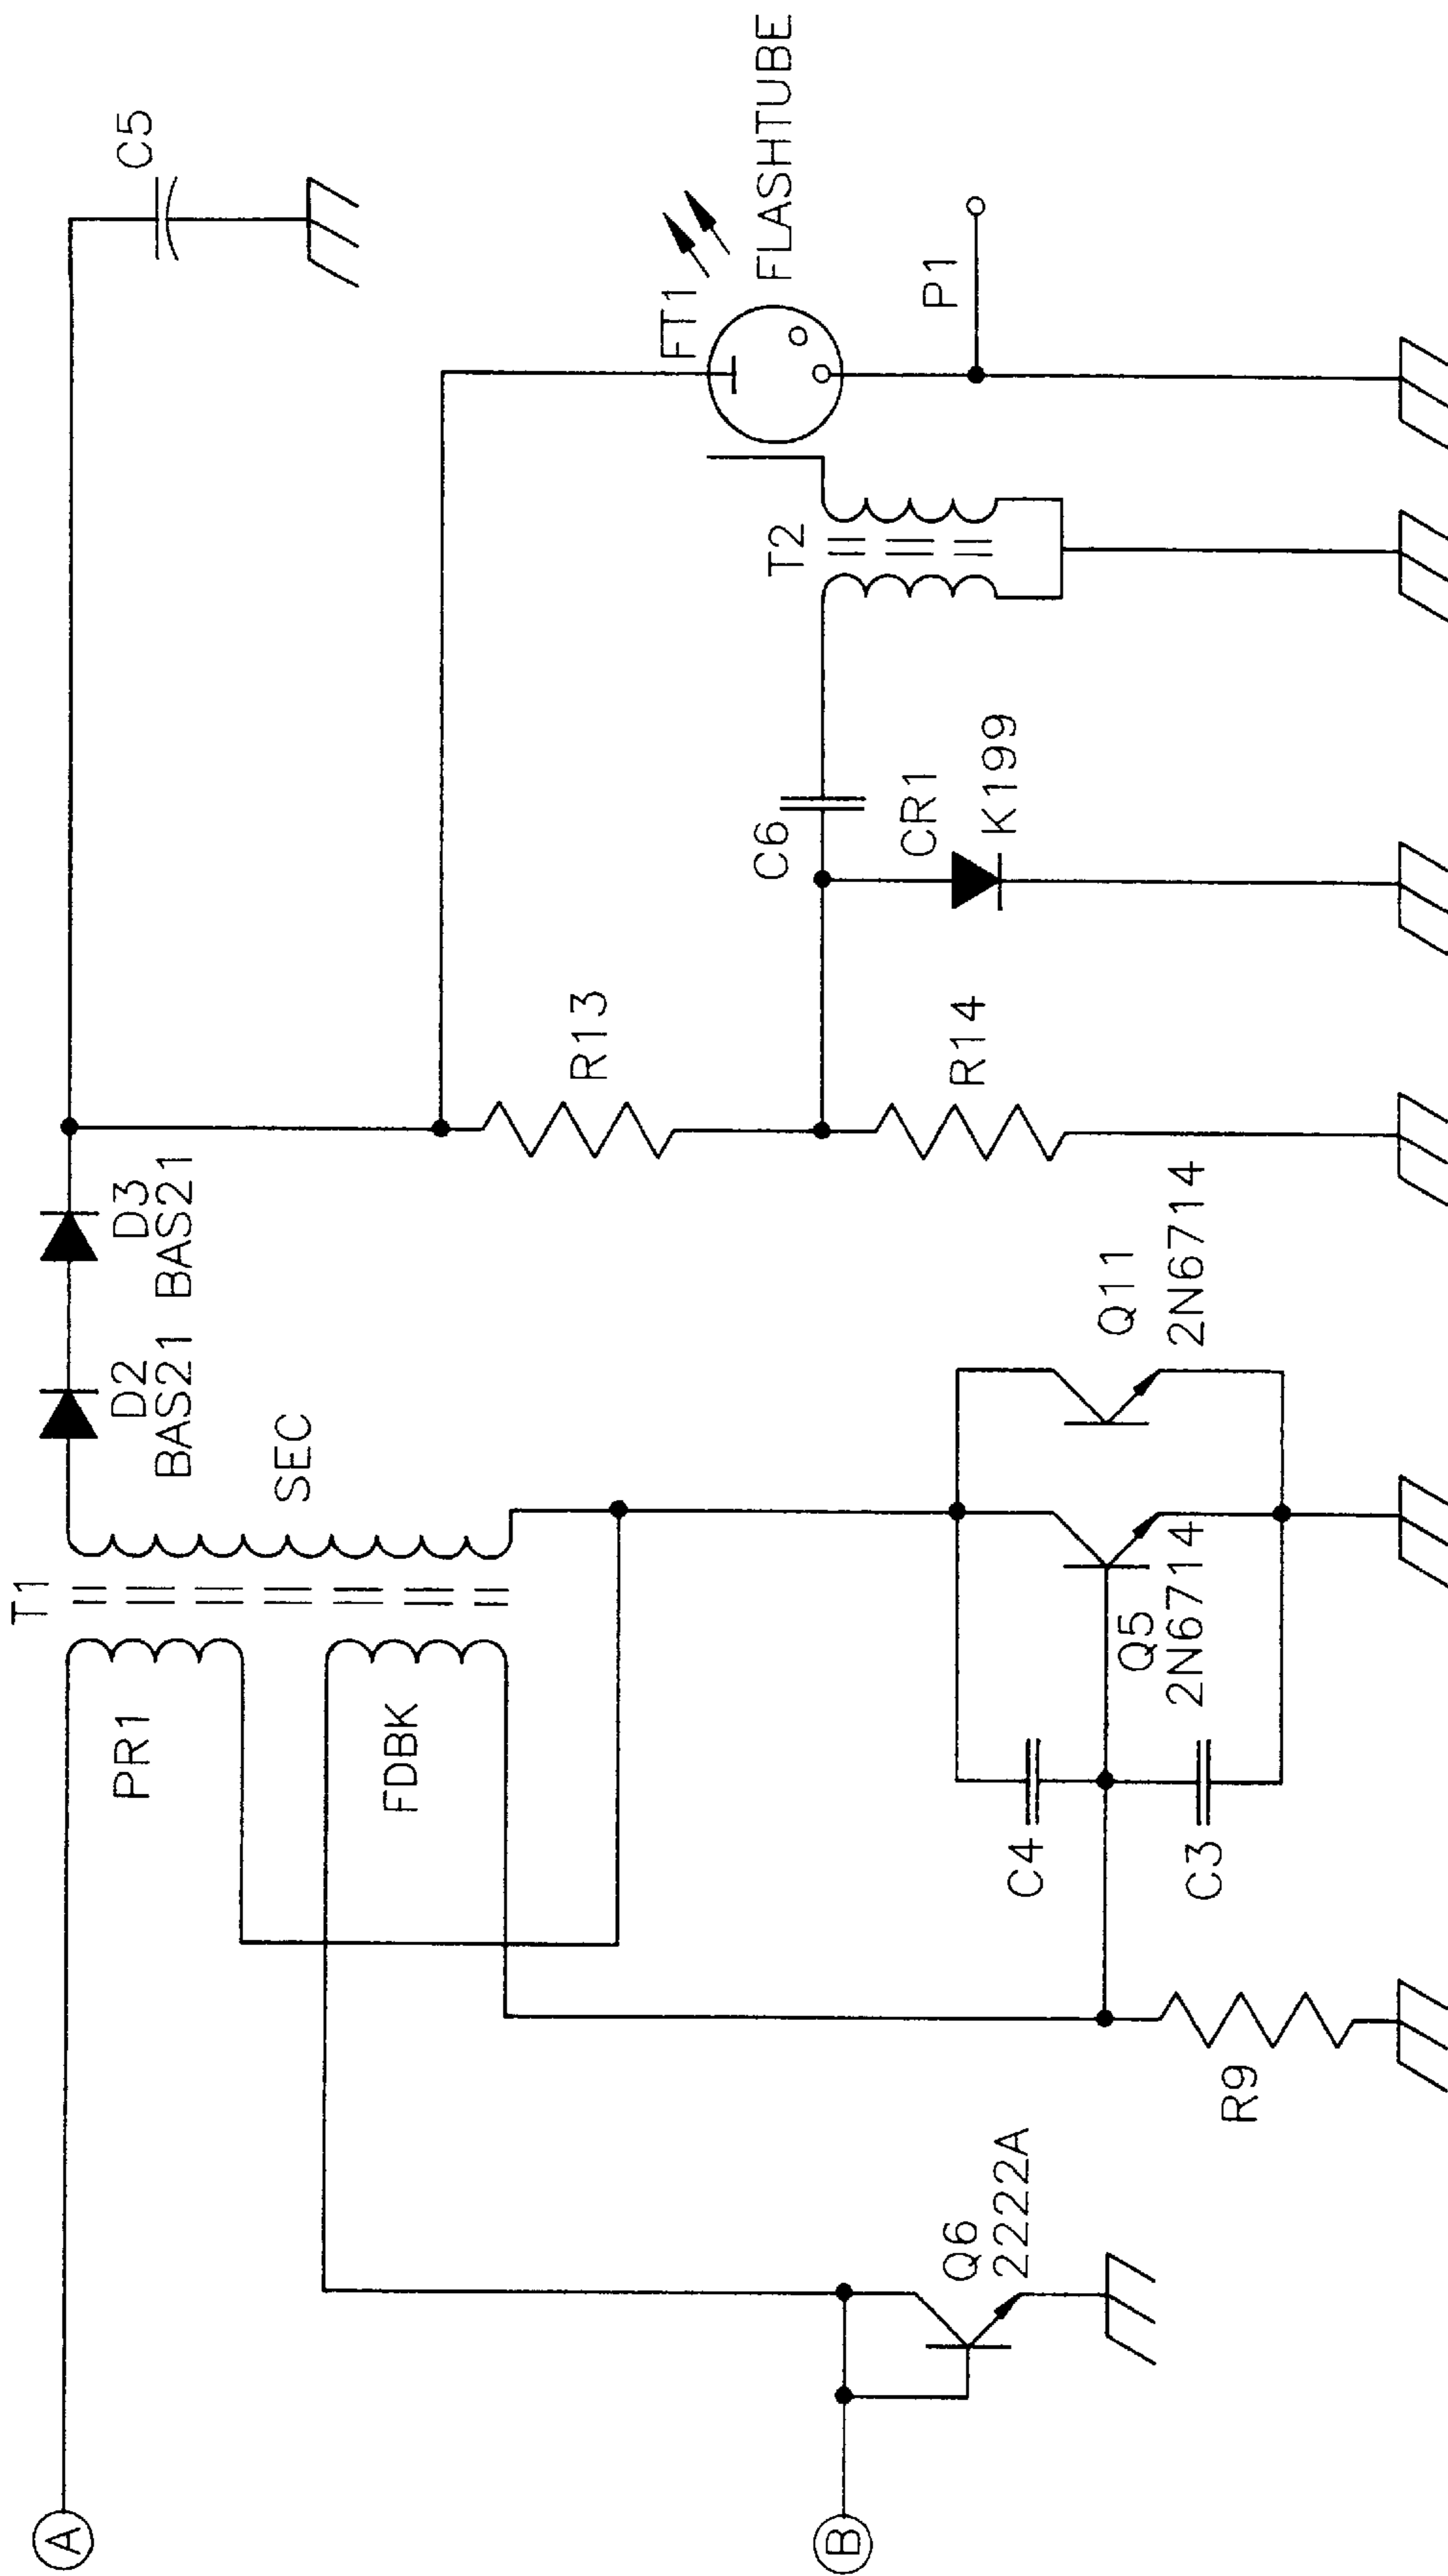 A
B
T1
PR1
FDBK
SEC
D2
BAS21
D3
BAS21
C5
Q6
2222A
R9
C4
C3
Q5
2N6714
Q11
2N6714
R13
R14
C6
CR1
K199
T2
FT1
FLASHTUBE
P1